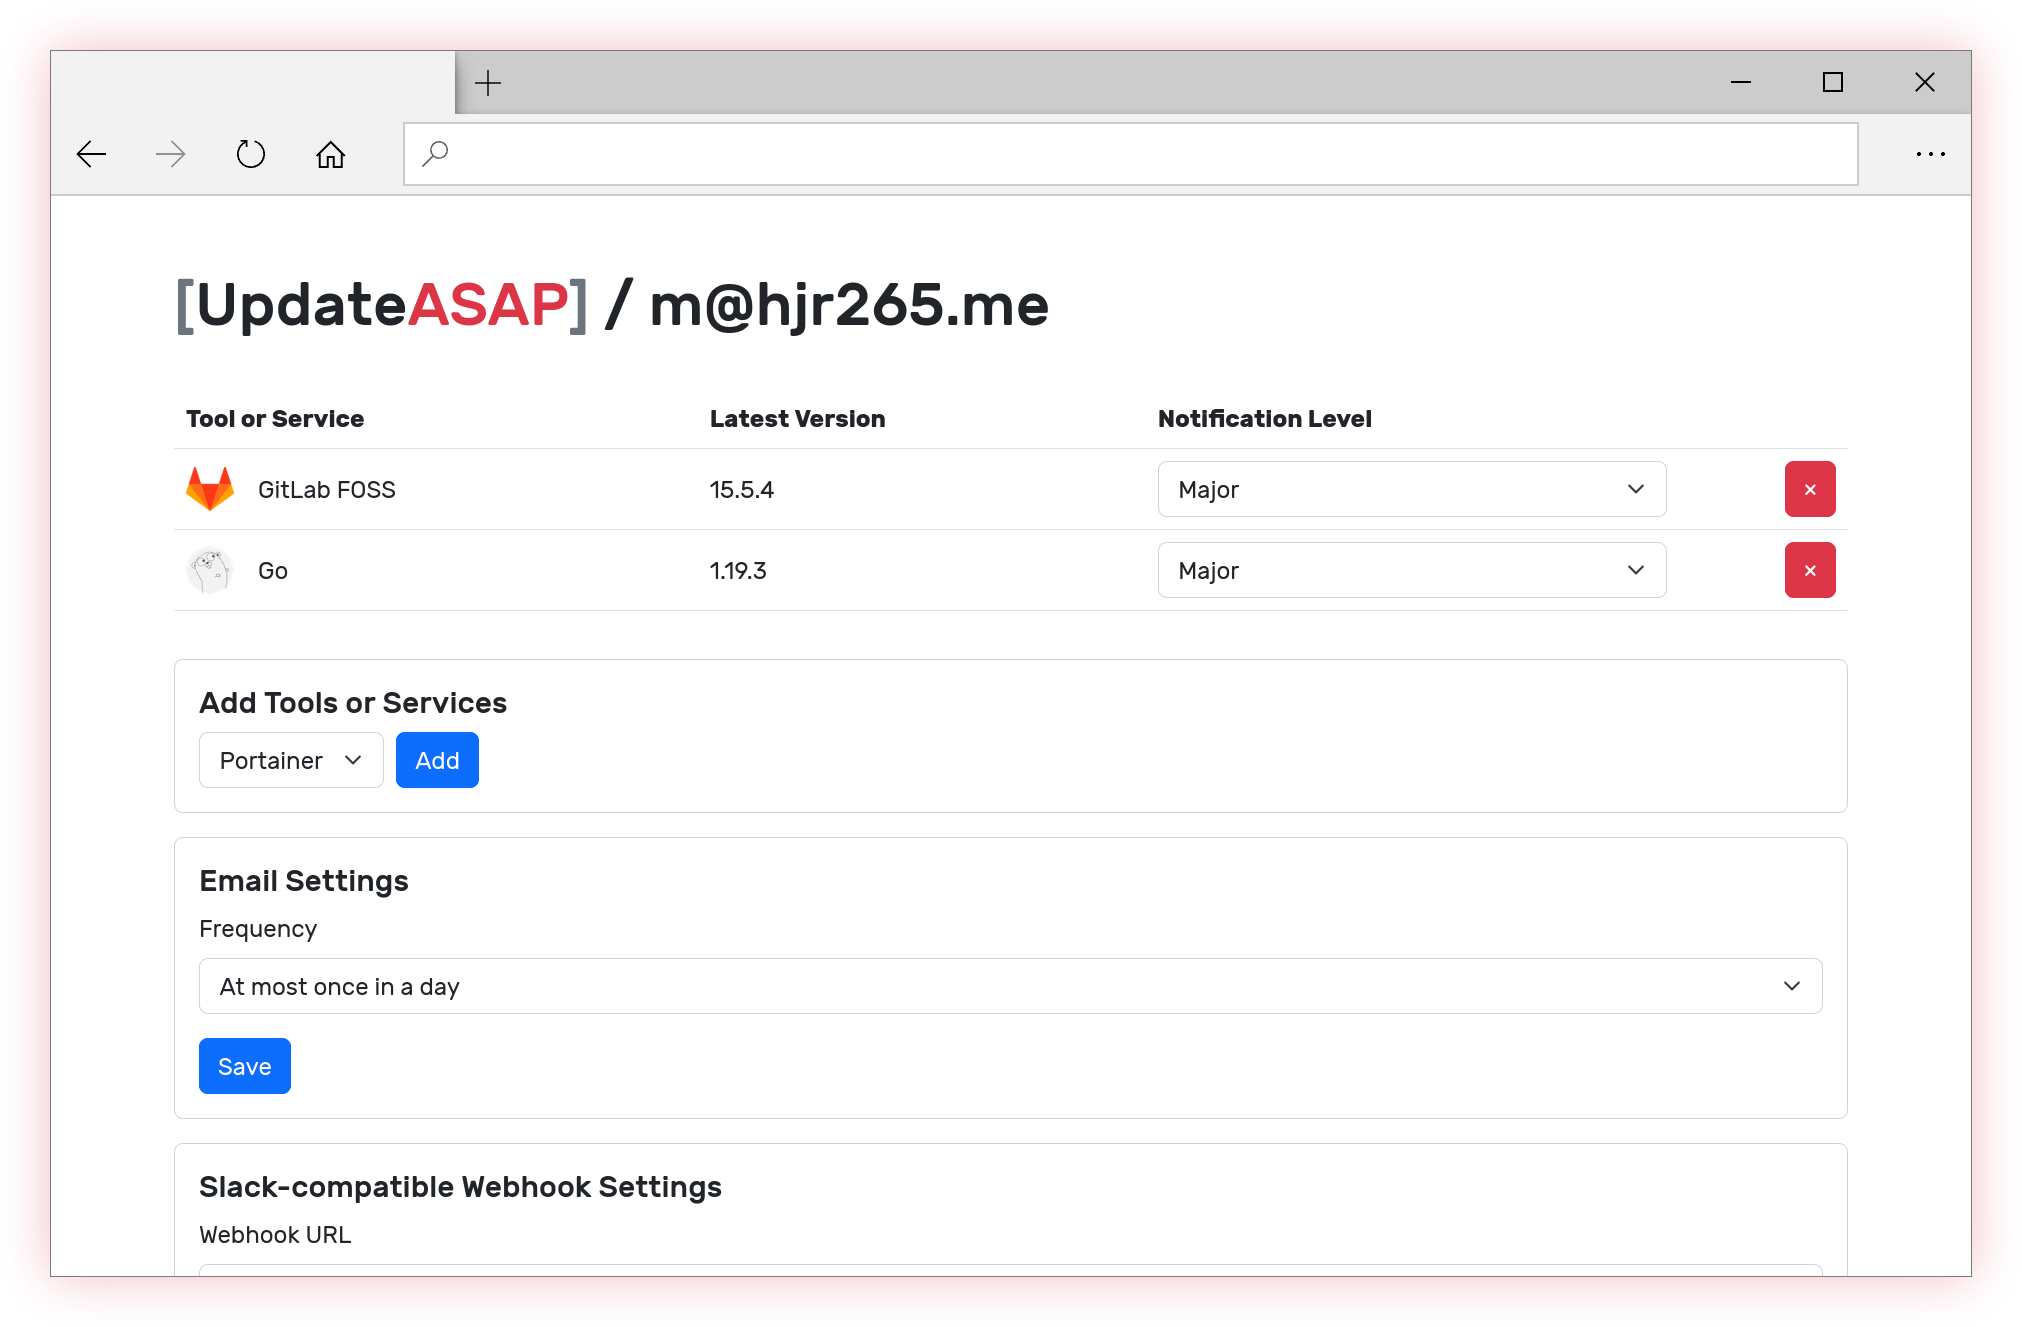 [UpdateASAP] / m@hjr265.me
Tool or Service Latest Version Notification Level
GitLab FOSS 15.5.4 Major ×
Go 1.19.3 Major ×
Add Tools or Services
Portainer Add
Email Settings
Frequency
At most once in a day
Save
Slack-compatible Webhook Settings
Webhook URL